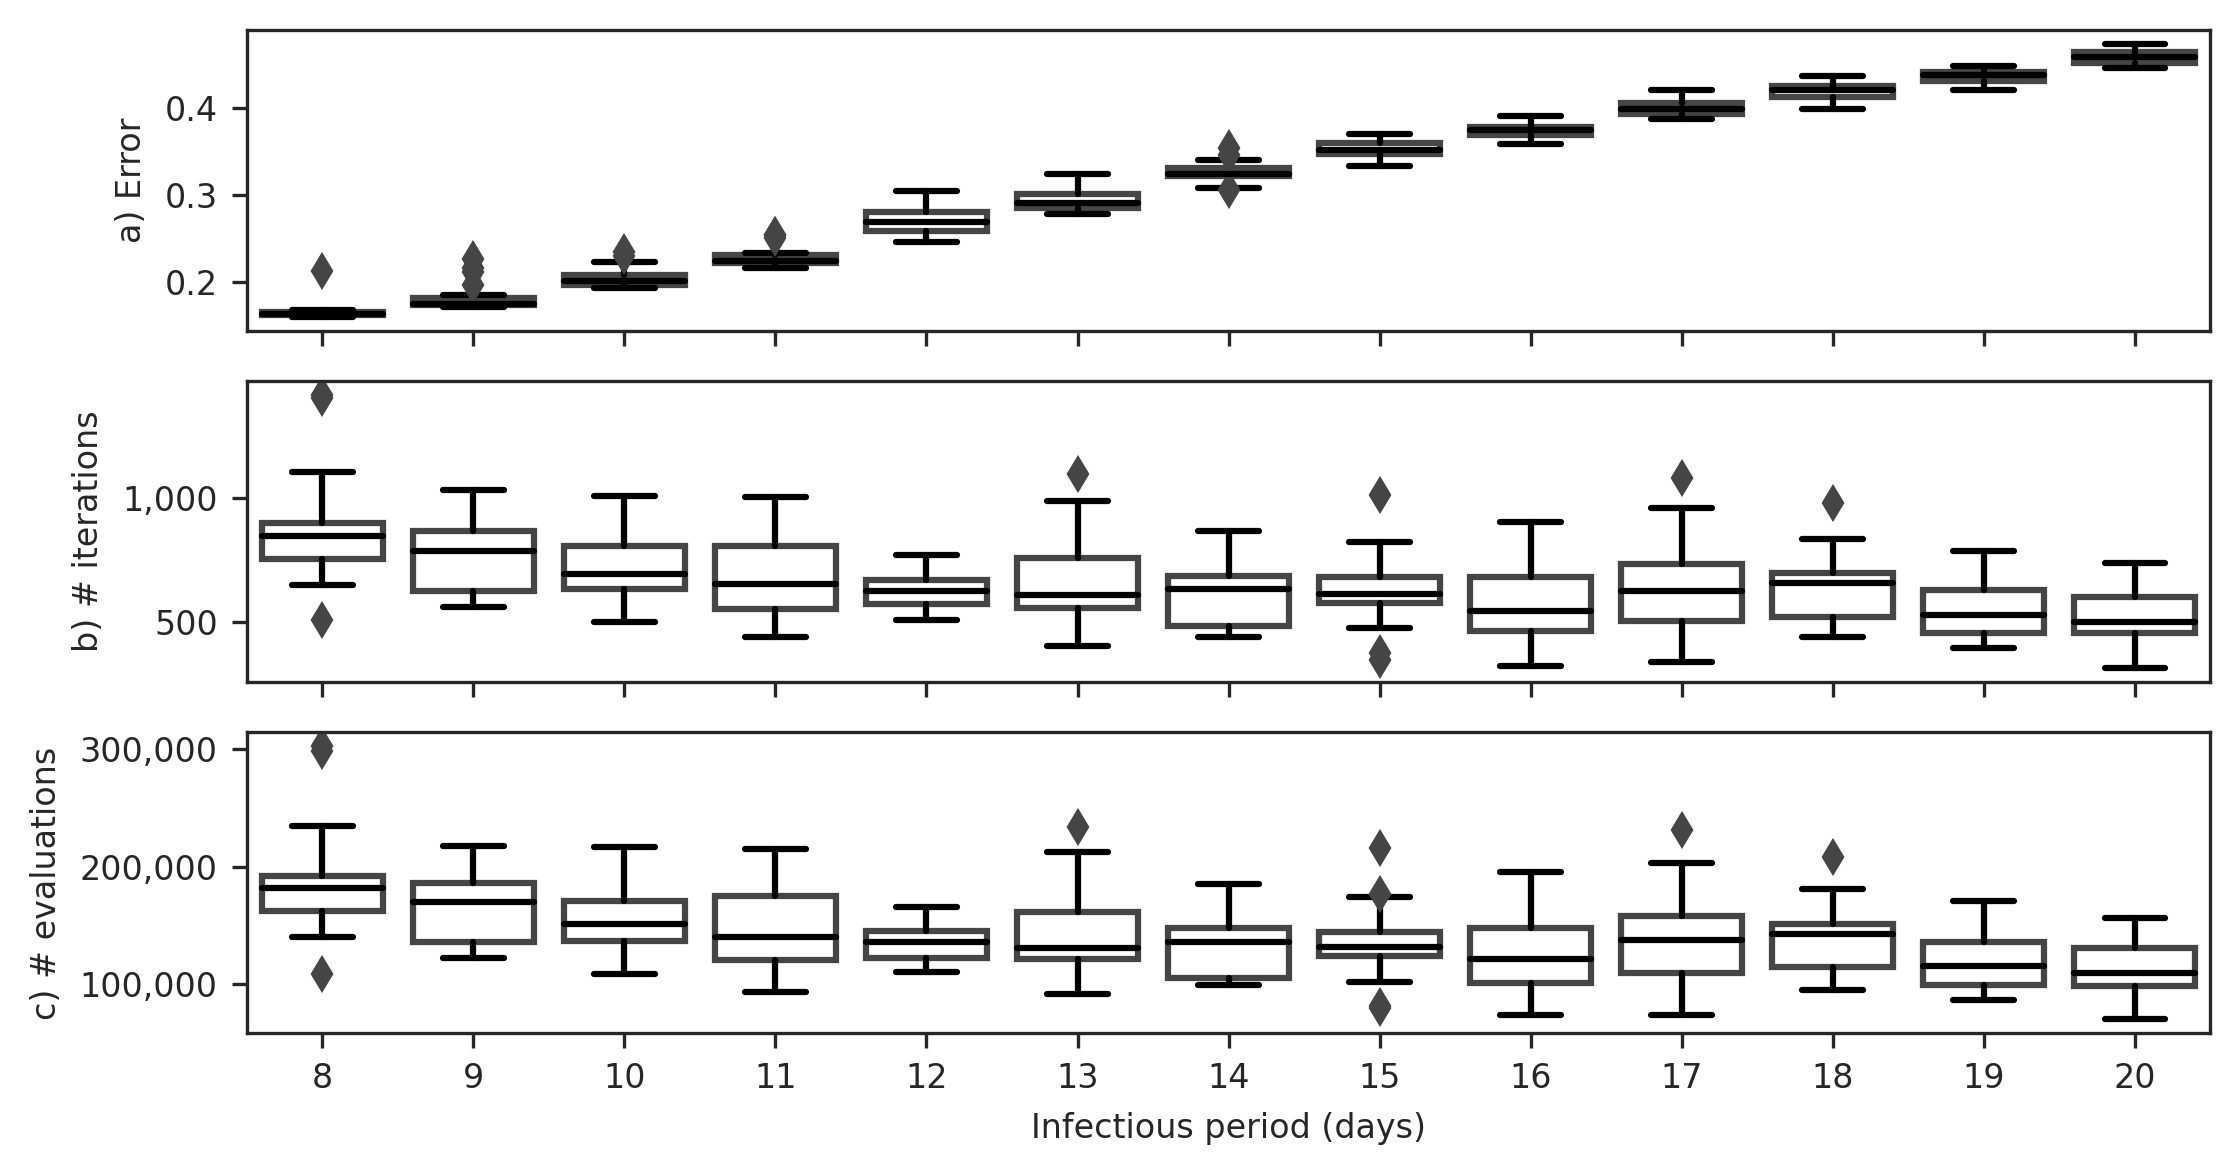 a) Error
0.4
0.3
0.2
b) # iterations
1,000
500
c) # evaluations
300,000
200,000
100,000
8 9 10 11 12 13 14 15 16 17 18 19 20
Infectious period (days)